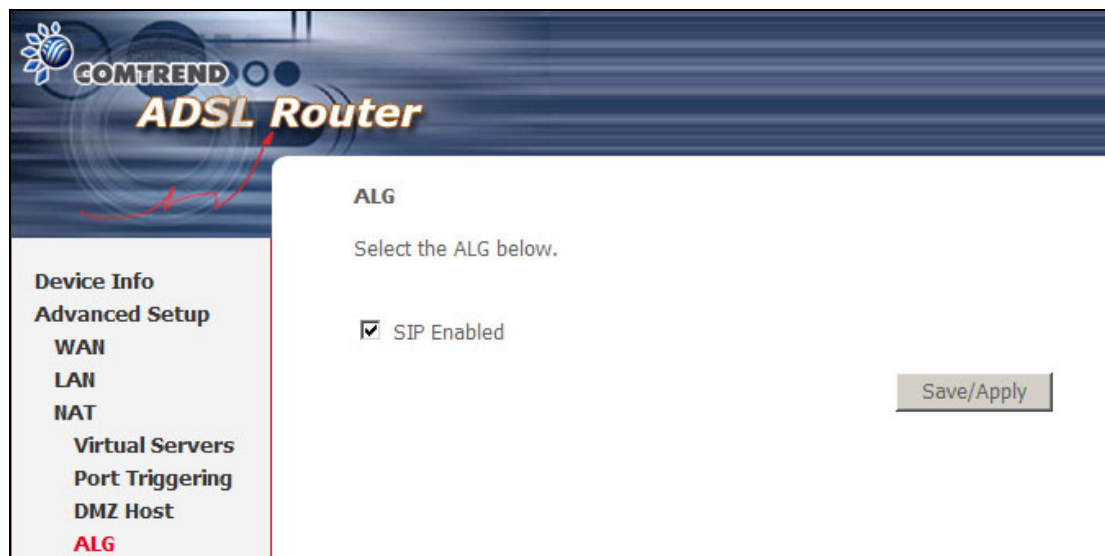 COMTREND
ADSL Router
ALG
Select the ALG below.
SIP Enabled
Save/Apply
Device Info
Advanced Setup
WAN
LAN
NAT
Virtual Servers
Port Triggering
DMZ Host
ALG